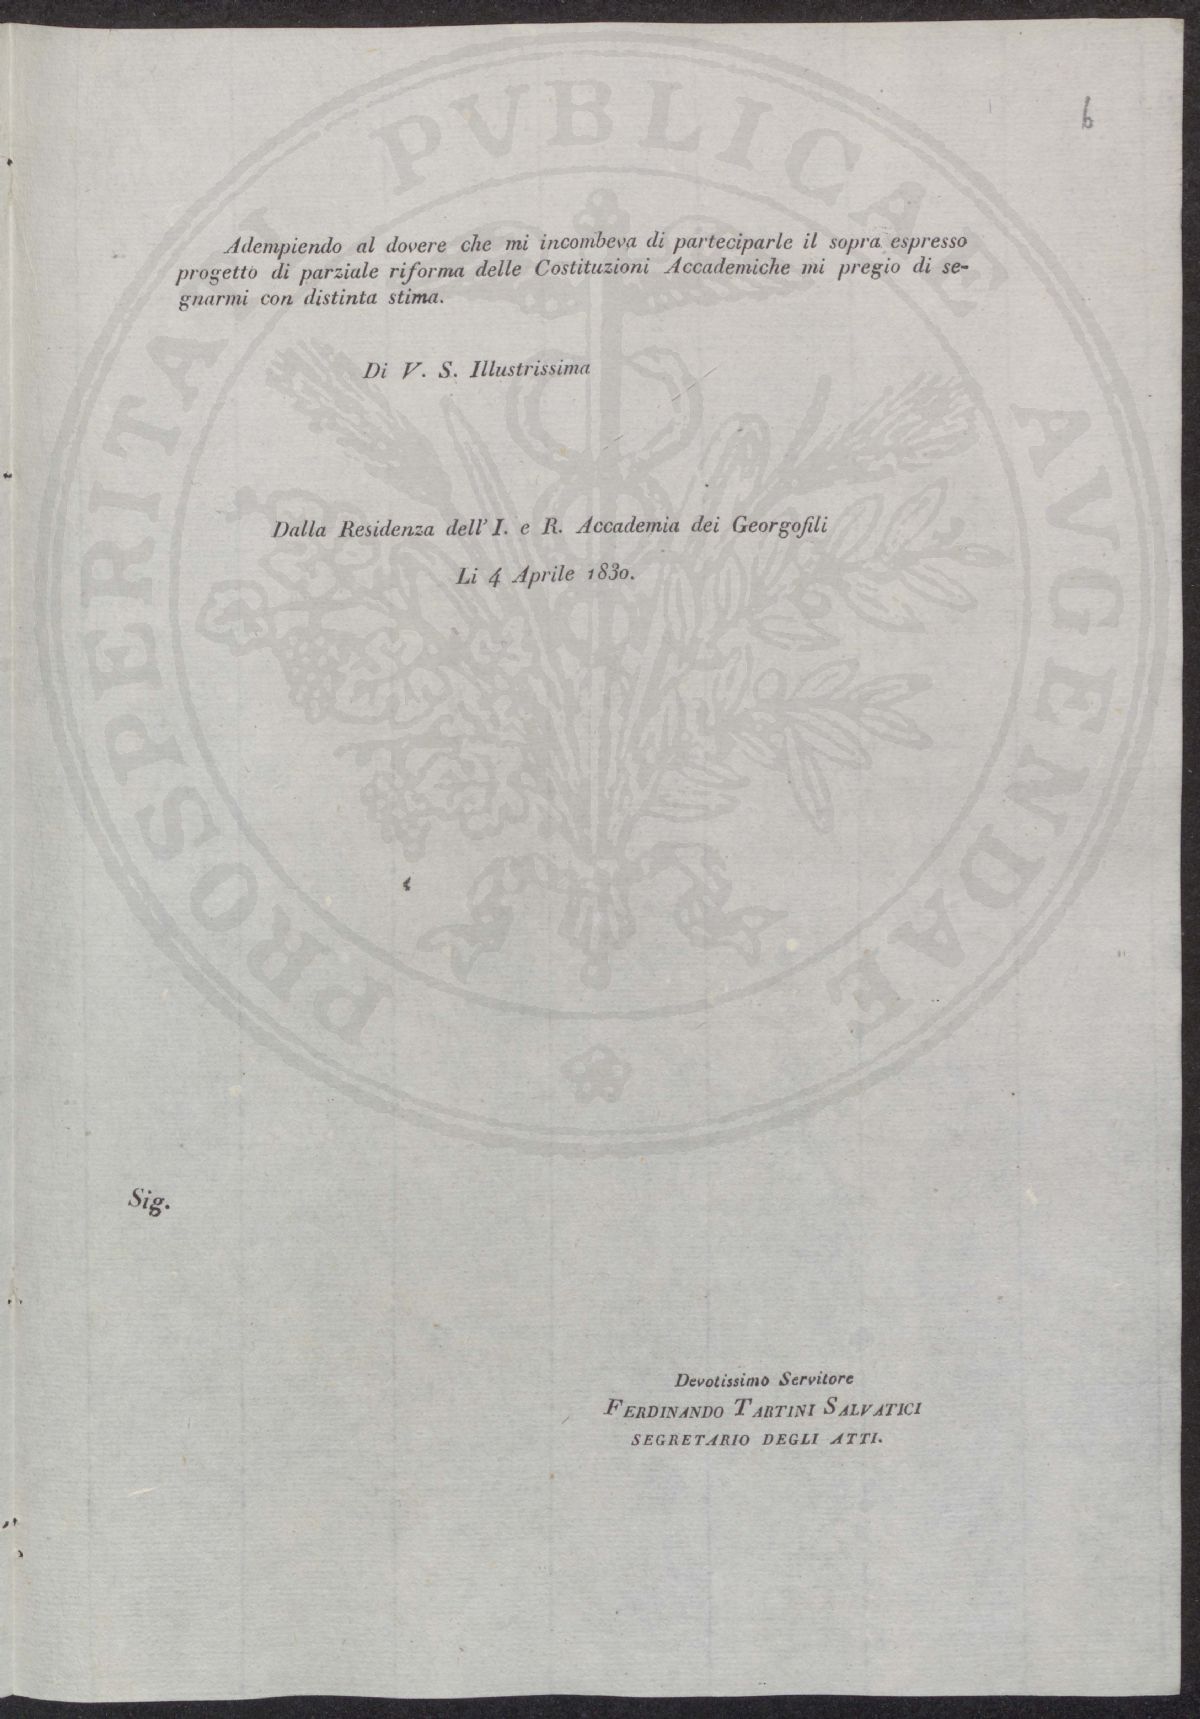 6
PROSPERITATI PVBLICAE AVGENDAE
Adempiendo al dovere che mi incombeva di parteciparle il sopra espresso
progetto di parziale riforma delle Costituzioni Accademiche mi pregio di se-
gnarmi con distinta stima.
Di V. S. Illustrissima
Dalla Residenza dell' I. e R. Accademia dei Georgofili
Li 4 Aprile 1830.
Sig.
Devotissimo Servitore
FERDINANDO TARTINI SALVATICI
SEGRETARIO DEGLI ATTI.